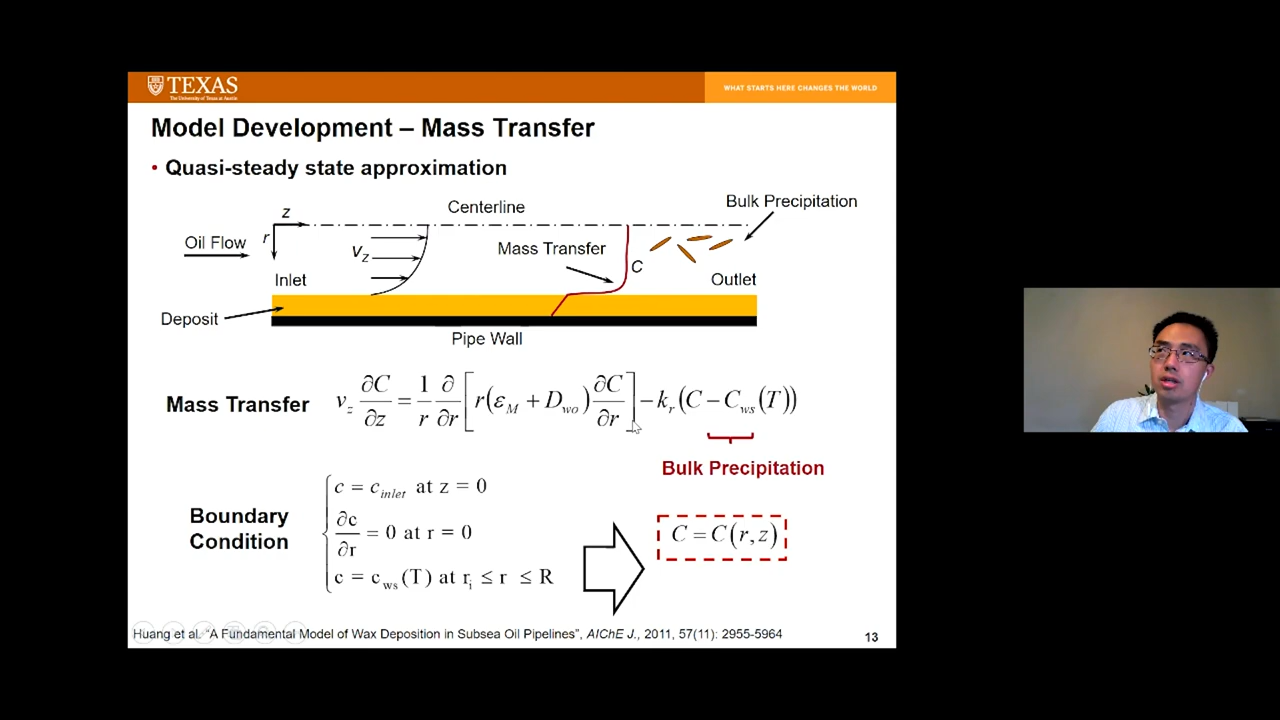 TEXAS
The University of Texas at Austin
WHAT STARTS HERE CHANGES THE WORLD
Model Development – Mass Transfer
• Quasi-steady state approximation
z
Centerline
Bulk Precipitation
Oil Flow
r
v_z
Mass Transfer
C
Inlet
Outlet
Deposit
Pipe Wall
Mass Transfer
v_z ∂C/∂z = 1/r ∂/∂r [r(ε_M + D_wo) ∂C/∂r] − k_r (C − C_ws(T))
Bulk Precipitation
Boundary
Condition
c = c_inlet at z = 0
∂c/∂r = 0 at r = 0
c = c_ws(T) at r_i ≤ r ≤ R
C = C(r, z)
Huang et al. "A Fundamental Model of Wax Deposition in Subsea Oil Pipelines", AIChE J., 2011, 57(11): 2955-5964
13